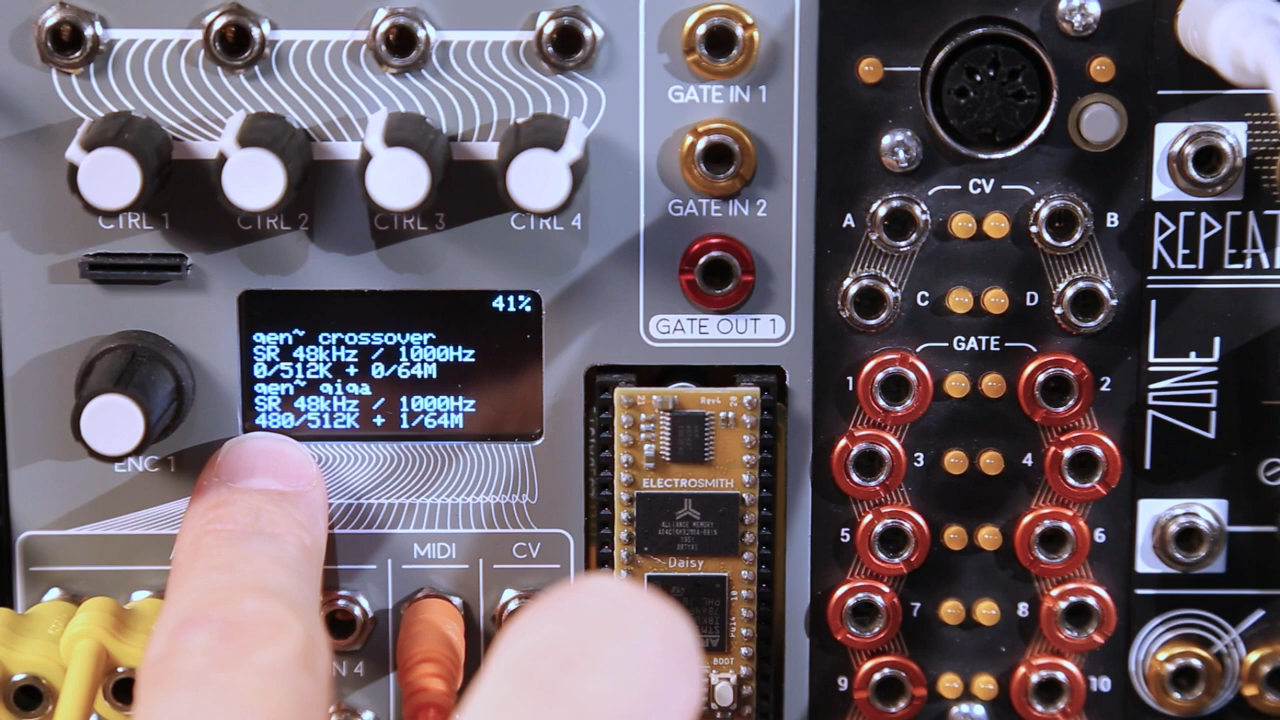 CTRL 1
CTRL 2
CTRL 3
CTRL 4
GATE IN 1
GATE IN 2
GATE OUT 1
41%
gen~ crossover
SR 48kHz / 1000Hz
0/512K + 0/64M
gen~ giga
SR 48kHz / 1000Hz
480/512K + 1/64M
ENC 1
MIDI
CV
N 4
Rev4
ELECTROSMITH
ALLIANCE MEMORY
Daisy
BOOT
CV
A
B
C
D
GATE
1
2
3
4
5
6
7
8
9
10
REPEAT